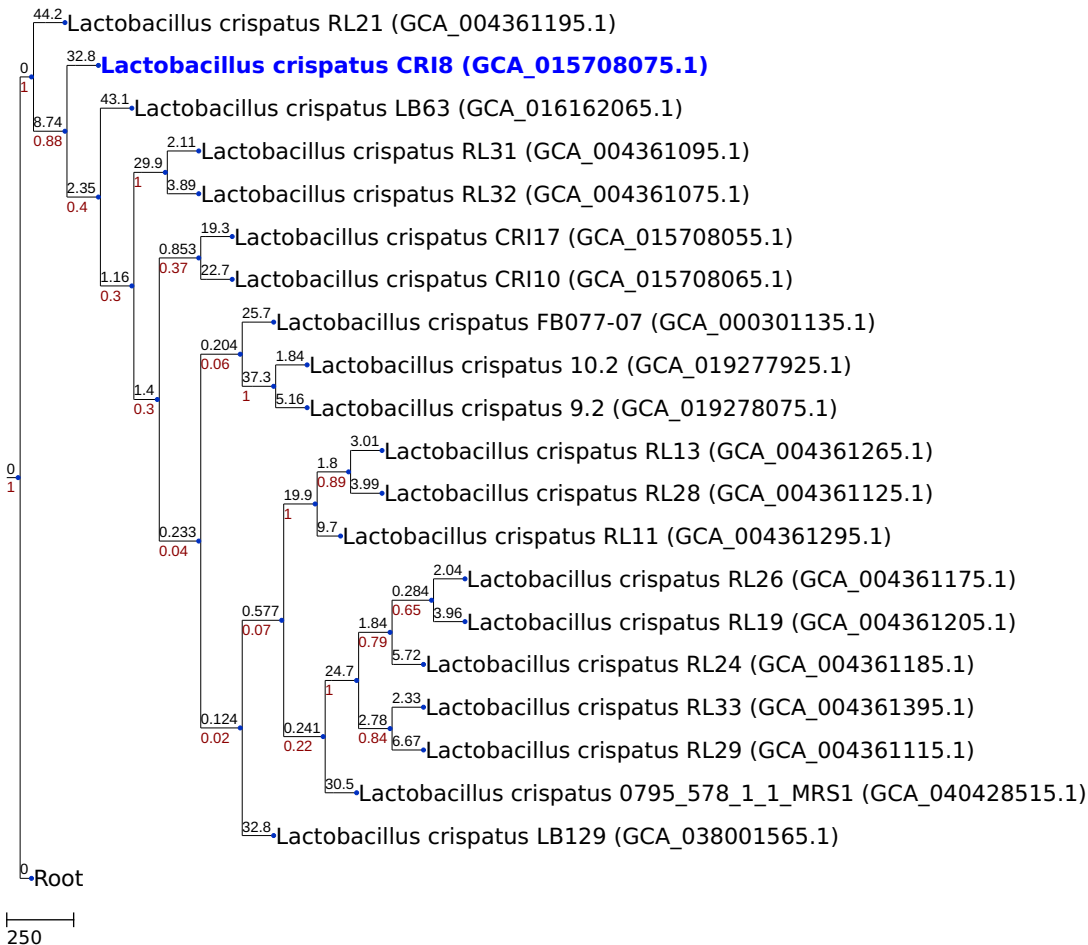 44.2
Lactobacillus crispatus RL21 (GCA_004361195.1)
0
1
32.8
Lactobacillus crispatus CRI8 (GCA_015708075.1)
8.74
0.88
43.1
Lactobacillus crispatus LB63 (GCA_016162065.1)
2.35
0.4
2.11
Lactobacillus crispatus RL31 (GCA_004361095.1)
29.9
1
3.89
Lactobacillus crispatus RL32 (GCA_004361075.1)
1.16
0.3
19.3
Lactobacillus crispatus CRI17 (GCA_015708055.1)
0.853
0.37
22.7
Lactobacillus crispatus CRI10 (GCA_015708065.1)
1.4
0.3
25.7
Lactobacillus crispatus FB077-07 (GCA_000301135.1)
0.204
0.06
1.84
Lactobacillus crispatus 10.2 (GCA_019277925.1)
37.3
1
5.16
Lactobacillus crispatus 9.2 (GCA_019278075.1)
0
1
0.233
0.04
3.01
Lactobacillus crispatus RL13 (GCA_004361265.1)
1.8
0.89
3.99
Lactobacillus crispatus RL28 (GCA_004361125.1)
19.9
1
9.7
Lactobacillus crispatus RL11 (GCA_004361295.1)
0.577
0.07
2.04
Lactobacillus crispatus RL26 (GCA_004361175.1)
0.284
0.65
3.96
Lactobacillus crispatus RL19 (GCA_004361205.1)
1.84
0.79
5.72
Lactobacillus crispatus RL24 (GCA_004361185.1)
24.7
1
2.33
Lactobacillus crispatus RL33 (GCA_004361395.1)
2.78
0.84
6.67
Lactobacillus crispatus RL29 (GCA_004361115.1)
0.241
0.22
30.5
Lactobacillus crispatus 0795_578_1_1_MRS1 (GCA_040428515.1)
0.124
0.02
32.8
Lactobacillus crispatus LB129 (GCA_038001565.1)
0
Root
250